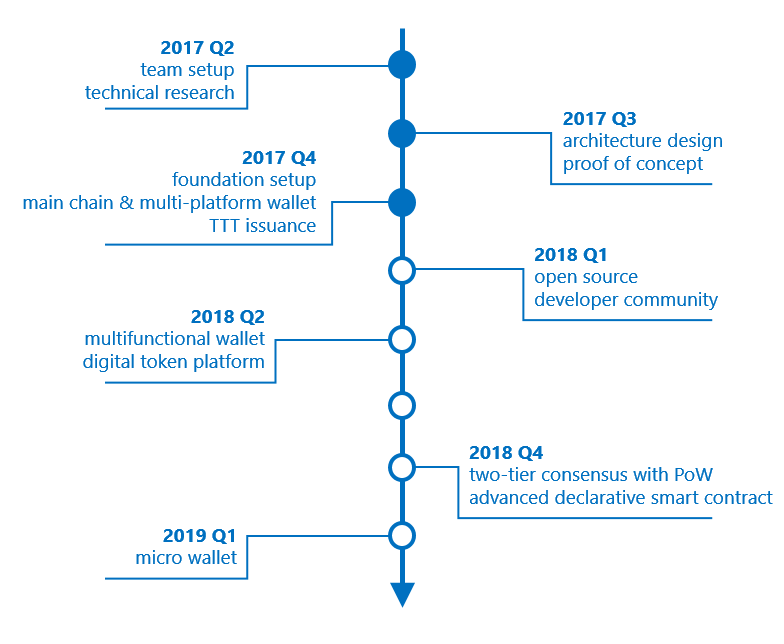 2017 Q2
team setup
technical research
2017 Q3
architecture design
proof of concept
2017 Q4
foundation setup
main chain & multi-platform wallet
TTT issuance
2018 Q1
open source
developer community
2018 Q2
multifunctional wallet
digital token platform
2018 Q4
two-tier consensus with PoW
advanced declarative smart contract
2019 Q1
micro wallet